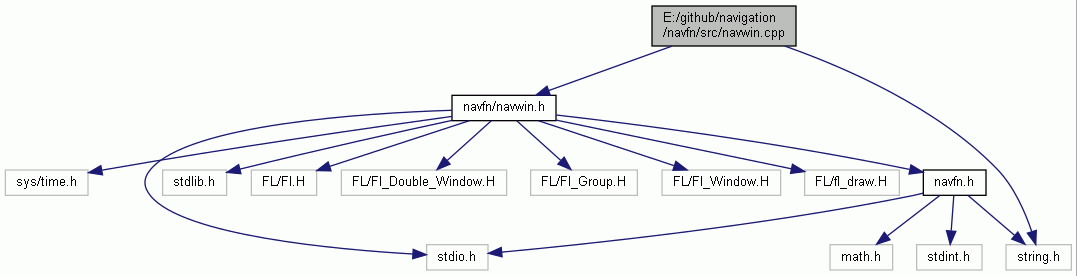 E:/github/navigation
/navfn/src/navwin.cpp
navfn/navwin.h
sys/time.h
stdlib.h
FL/Fl.H
FL/Fl_Double_Window.H
FL/Fl_Group.H
FL/Fl_Window.H
FL/fl_draw.H
navfn.h
stdio.h
math.h
stdint.h
string.h